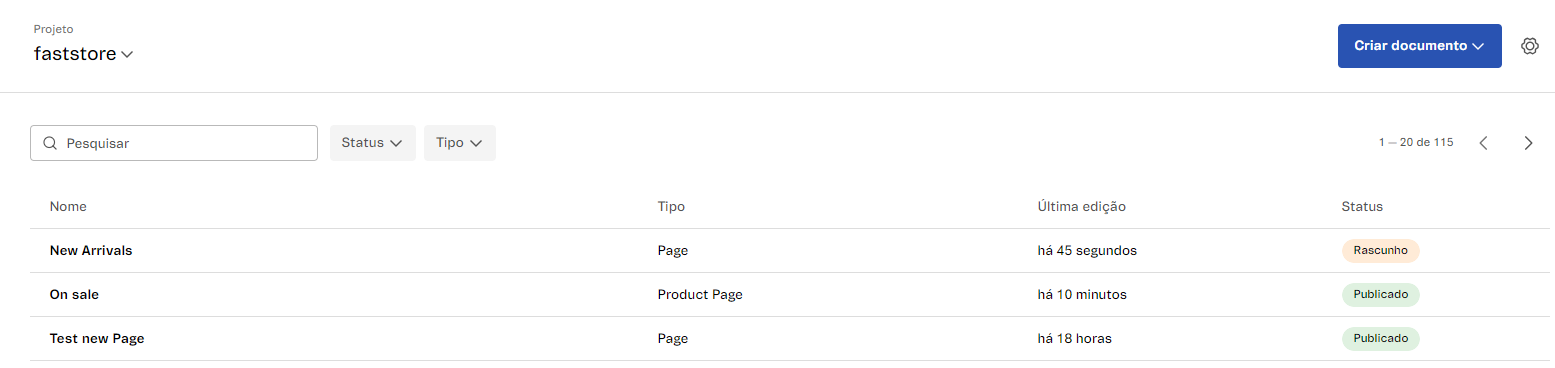 Projeto
faststore
Criar documento
Pesquisar
Status
Tipo
1 — 20 de 115
Nome Tipo Última edição Status
New Arrivals Page há 45 segundos Rascunho
On sale Product Page há 10 minutos Publicado
Test new Page Page há 18 horas Publicado